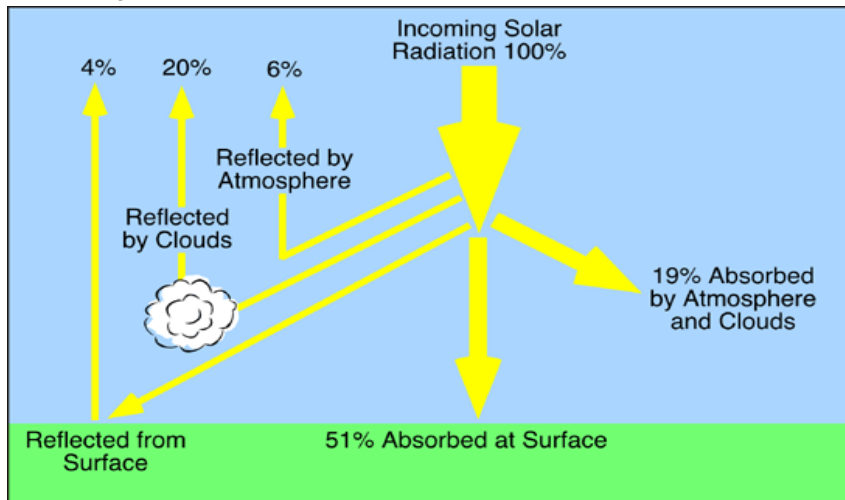 Incoming Solar
Radiation 100%
4%
20%
6%
Reflected by
Atmosphere
Reflected
by Clouds
19% Absorbed
by Atmosphere
and Clouds
Reflected from
Surface
51% Absorbed at Surface